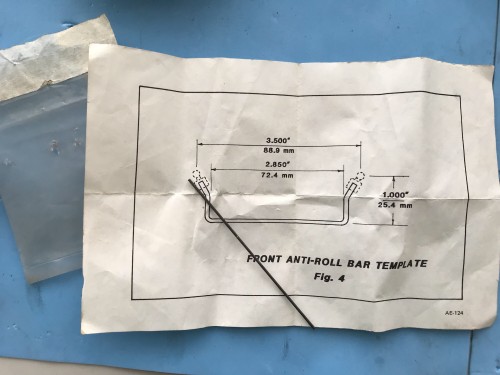 3.500"
88.9 mm
2.850"
72.4 mm
1.000"
25.4 mm
FRONT ANTI-ROLL BAR TEMPLATE
Fig. 4
AE-124